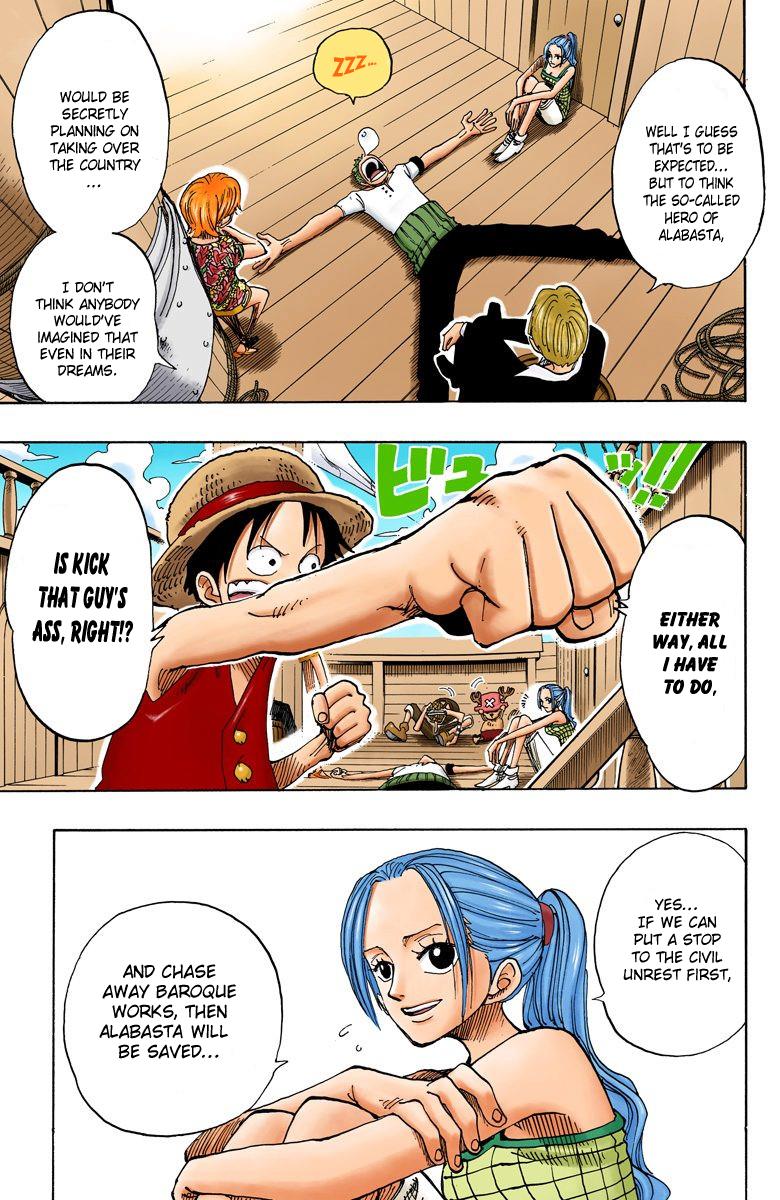 WELL I GUESS
THAT'S TO BE
EXPECTED...
BUT TO THINK
THE SO-CALLED
HERO OF
ALABASTA,
ZZZ...
WOULD BE
SECRETLY
PLANNING ON
TAKING OVER
THE COUNTRY
...
I DON'T
THINK ANYBODY
WOULD'VE
IMAGINED THAT
EVEN IN THEIR
DREAMS.
ビュッ!!
EITHER
WAY, ALL
I HAVE
TO DO,
IS KICK
THAT GUY'S
ASS, RIGHT!?
YES...
IF WE CAN
PUT A STOP
TO THE CIVIL
UNREST FIRST,
AND CHASE
AWAY BAROQUE
WORKS, THEN
ALABASTA WILL
BE SAVED...